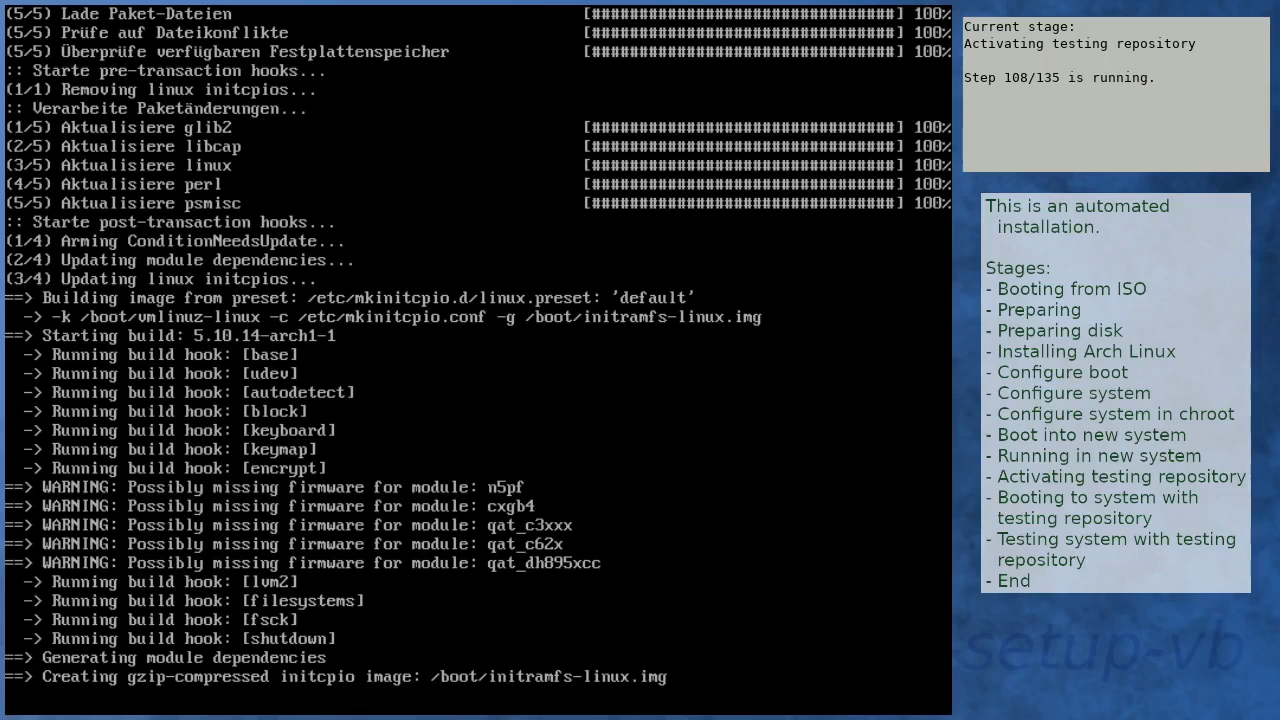 (5/5) Lade Paket-Dateien [################################] 100%
(5/5) Prüfe auf Dateikonflikte [################################] 100%
(5/5) Überprüfe verfügbaren Festplattenspeicher [################################] 100%
:: Starte pre-transaction hooks...
(1/1) Removing linux initcpios...
:: Verarbeite Paketänderungen...
(1/5) Aktualisiere glib2 [################################] 100%
(2/5) Aktualisiere libcap [################################] 100%
(3/5) Aktualisiere linux [################################] 100%
(4/5) Aktualisiere perl [################################] 100%
(5/5) Aktualisiere psmisc [################################] 100%
:: Starte post-transaction hooks...
(1/4) Arming ConditionNeedsUpdate...
(2/4) Updating module dependencies...
(3/4) Updating linux initcpios...
==> Building image from preset: /etc/mkinitcpio.d/linux.preset: 'default'
-> -k /boot/vmlinuz-linux -c /etc/mkinitcpio.conf -g /boot/initramfs-linux.img
==> Starting build: 5.10.14-arch1-1
-> Running build hook: [base]
-> Running build hook: [udev]
-> Running build hook: [autodetect]
-> Running build hook: [block]
-> Running build hook: [keyboard]
-> Running build hook: [keymap]
-> Running build hook: [encrypt]
==> WARNING: Possibly missing firmware for module: n5pf
==> WARNING: Possibly missing firmware for module: cxgb4
==> WARNING: Possibly missing firmware for module: qat_c3xxx
==> WARNING: Possibly missing firmware for module: qat_c62x
==> WARNING: Possibly missing firmware for module: qat_dh895xcc
-> Running build hook: [lvm2]
-> Running build hook: [filesystems]
-> Running build hook: [fsck]
-> Running build hook: [shutdown]
==> Generating module dependencies
==> Creating gzip-compressed initcpio image: /boot/initramfs-linux.img
Current stage:
Activating testing repository
Step 108/135 is running.
This is an automated
installation.
Stages:
- Booting from ISO
- Preparing
- Preparing disk
- Installing Arch Linux
- Configure boot
- Configure system
- Configure system in chroot
- Boot into new system
- Running in new system
- Activating testing repository
- Booting to system with
testing repository
- Testing system with testing
repository
- End
setup-vb